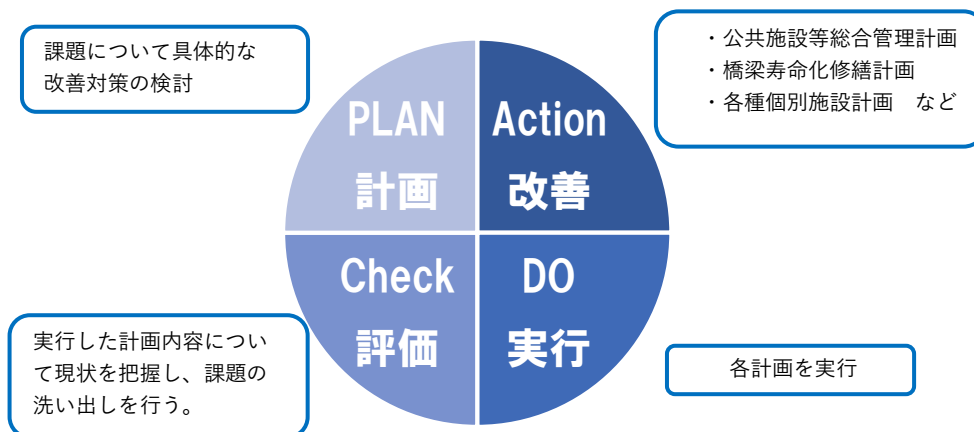 課題について具体的な
改善対策の検討
・公共施設等総合管理計画
・橋梁寿命化修繕計画
・各種個別施設計画　など
PLAN
計画
Action
改善
Check
評価
DO
実行
実行した計画内容につい
て現状を把握し、課題の
洗い出しを行う。
各計画を実行